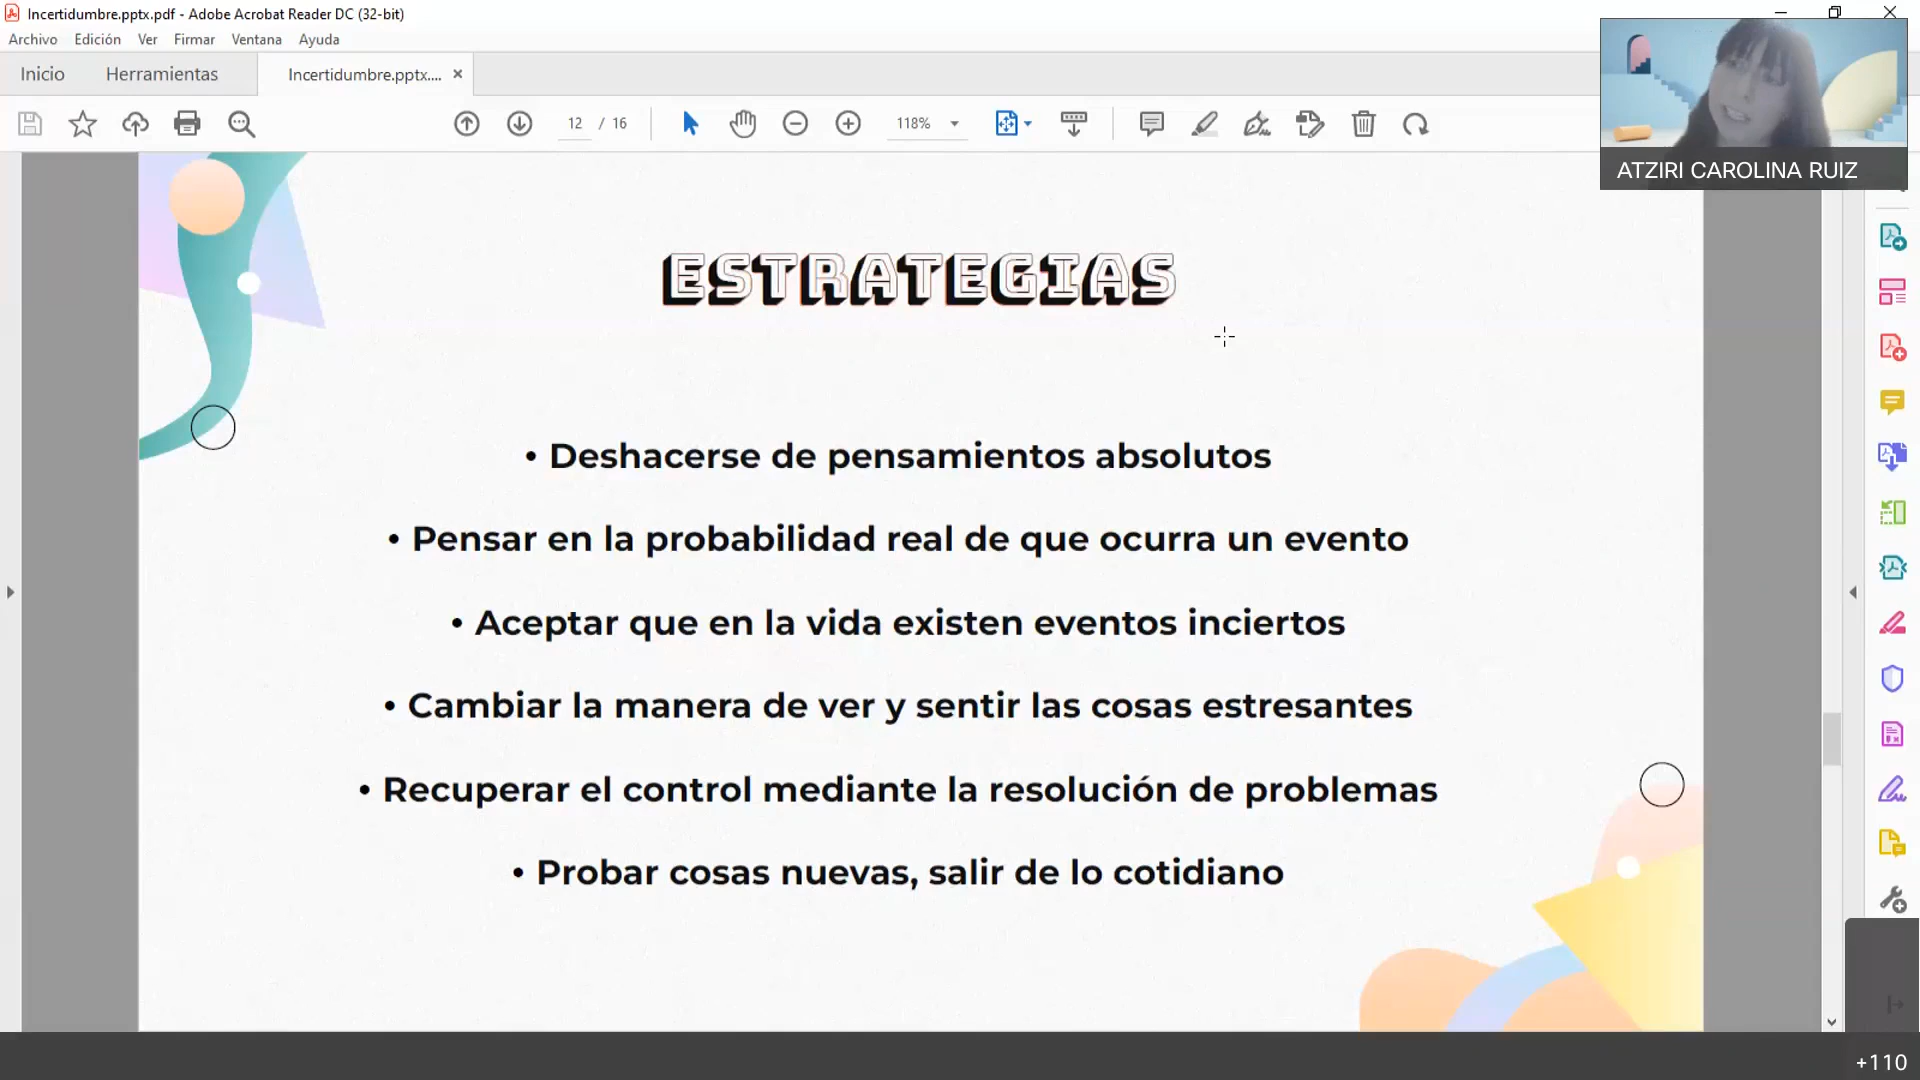 Incertidumbre.pptx.pdf - Adobe Acrobat Reader DC (32-bit)
Archivo Edición Ver Firmar Ventana Ayuda
Inicio Herramientas Incertidumbre.pptx....
12 / 16 118%
ATZIRI CAROLINA RUIZ
ESTRATEGIAS
• Deshacerse de pensamientos absolutos
• Pensar en la probabilidad real de que ocurra un evento
• Aceptar que en la vida existen eventos inciertos
• Cambiar la manera de ver y sentir las cosas estresantes
• Recuperar el control mediante la resolución de problemas
• Probar cosas nuevas, salir de lo cotidiano
+110